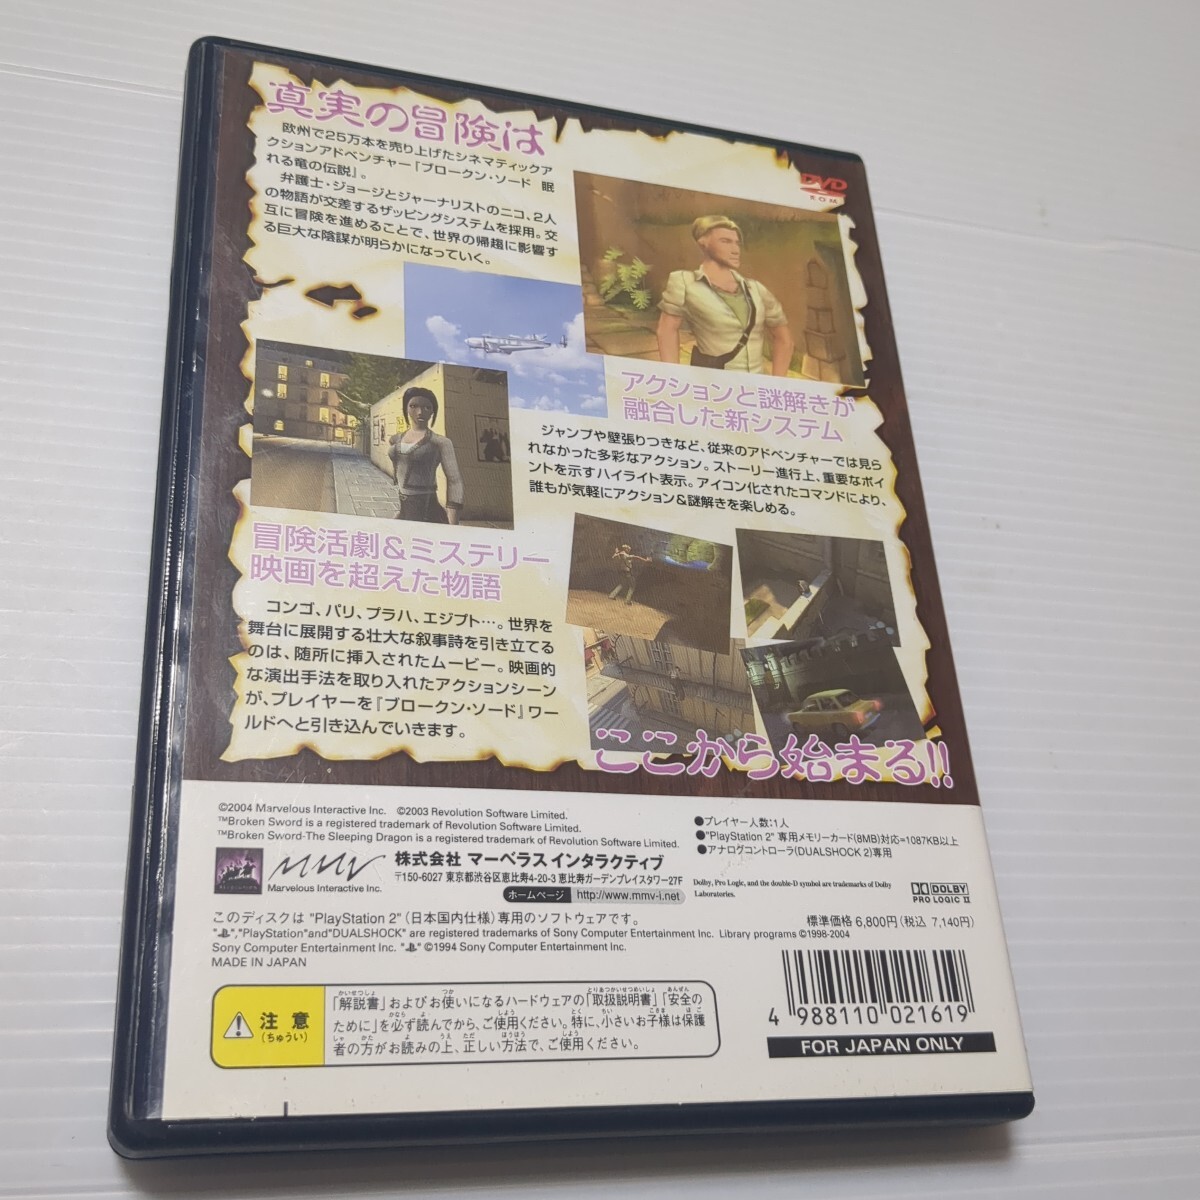 真実の冒険は
欧州で25万本を売り上げたシネマティックア
クションアドベンチャー「ブロークン・ソード 眠
れる竜の伝説」。
弁護士・ジョージとジャーナリストのニコ、2人
の物語が交差するザッピングシステムを採用。交
互に冒険を進めることで、世界の帰趨に影響す
る巨大な陰謀が明らかになっていく。
DVD
ROM
アクションと謎解きが
融合した新システム
ジャンプや壁張りつきなど、従来のアドベンチャーでは見ら
れなかった多彩なアクション。ストーリー進行上、重要なポイ
ントを示すハイライト表示。アイコン化されたコマンドにより、
誰もが気軽にアクション&謎解きを楽しめる。
冒険活劇&ミステリー
映画を超えた物語
コンゴ、パリ、プラハ、エジプト…。世界を
舞台に展開する壮大な叙事詩を引き立てる
のは、随所に挿入されたムービー。映画的
な演出手法を取り入れたアクションシーン
が、プレイヤーを『ブロークン・ソード』ワー
ルドへと引き込んでいきます。
ここから始まる!!
©2004 Marvelous Interactive Inc. ©2003 Revolution Software Limited.
™Broken Sword is a registered trademark of Revolution Software Limited.
™Broken Sword-The Sleeping Dragon is a registered trademark of Revolution Software Limited.
●プレイヤー人数:1人
●"PlayStation 2" 専用メモリーカード(8MB)対応=1087KB以上
●アナログコントローラ(DUALSHOCK 2)専用
MMV
Marvelous Interactive Inc.
株式会社 マーベラス インタラクティブ
〒150-6027 東京都渋谷区恵比寿4-20-3 恵比寿ガーデンプレイスタワー27F
ホームページ http://www.mmv-i.net
Dolby, Pro Logic, and the double-D symbol are trademarks of Dolby
Laboratories.
DOLBY
PRO LOGIC II
このディスクは "PlayStation 2" (日本国内仕様) 専用のソフトウェアです。
標準価格 6,800円(税込 7,140円)
" ","PlayStation"and"DUALSHOCK" are registered trademarks of Sony Computer Entertainment Inc. Library programs ©1998-2004
Sony Computer Entertainment Inc. " " ©1994 Sony Computer Entertainment Inc.
MADE IN JAPAN
注意
(ちゅうい)
「解説書」およびお使いになるハードウェアの「取扱説明書」「安全の
ために」を必ず読んでから、ご使用ください。特に、小さいお子様は保護
者の方がお読みの上、正しい方法で、ご使用ください。
4 988110 021619
FOR JAPAN ONLY